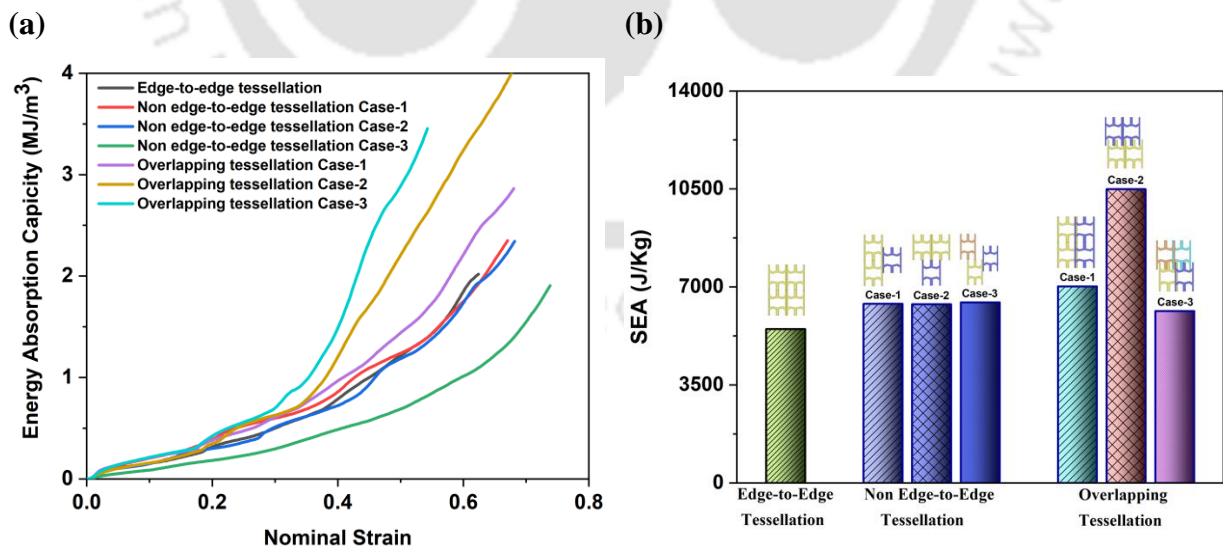 (a)
(b)
4
3
2
1
0
0.0
0.2
0.4
0.6
0.8
Energy Absorption Capicity (MJ/m³)
Nominal Strain
Edge-to-edge tessellation
Non edge-to-edge tessellation Case-1
Non edge-to-edge tessellation Case-2
Non edge-to-edge tessellation Case-3
Overlapping tessellation Case-1
Overlapping tessellation Case-2
Overlapping tessellation Case-3
14000
10500
7000
3500
0
SEA (J/Kg)
Case-1
Case-2
Case-3
Case-1
Case-2
Case-3
Edge-to-Edge
Tessellation
Non Edge-to-Edge
Tessellation
Overlapping
Tessellation